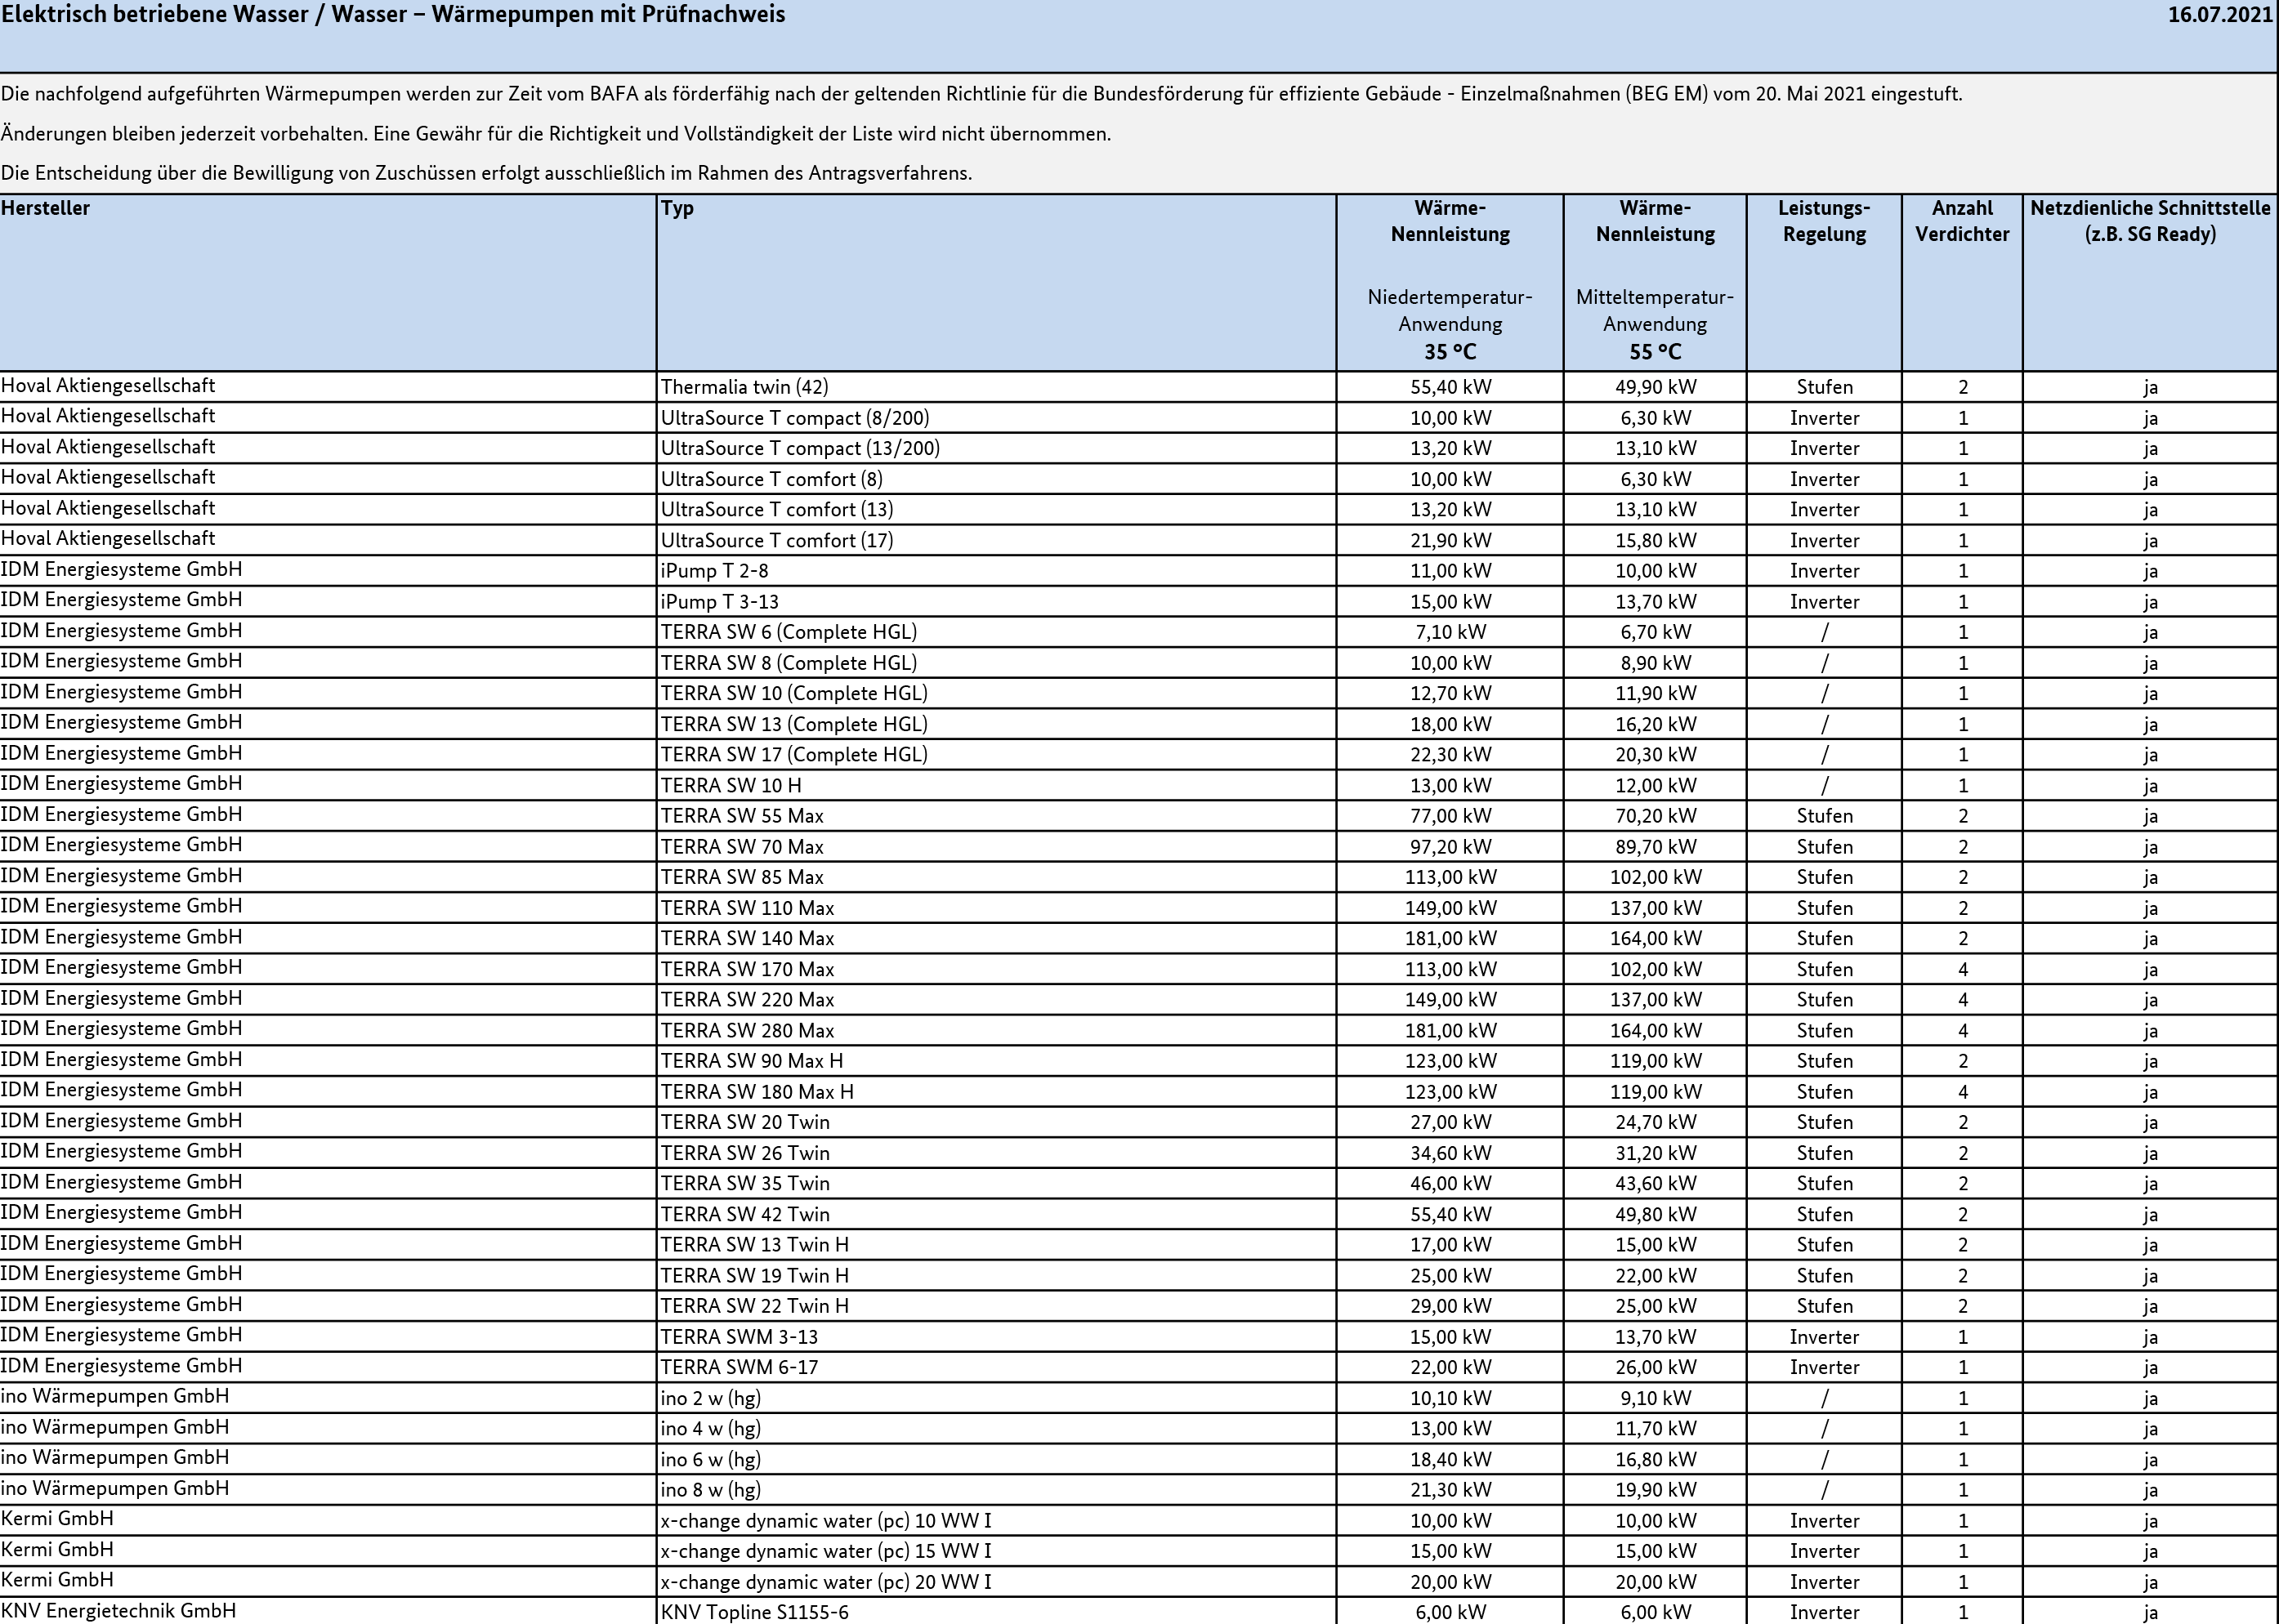 Elektrisch betriebene Wasser / Wasser – Wärmepumpen mit Prüfnachweis 16.07.2021
Die nachfolgend aufgeführten Wärmepumpen werden zur Zeit vom BAFA als förderfähig nach der geltenden Richtlinie für die Bundesförderung für effiziente Gebäude - Einzelmaßnahmen (BEG EM) vom 20. Mai 2021 eingestuft.
Änderungen bleiben jederzeit vorbehalten. Eine Gewähr für die Richtigkeit und Vollständigkeit der Liste wird nicht übernommen.
Die Entscheidung über die Bewilligung von Zuschüssen erfolgt ausschließlich im Rahmen des Antragsverfahrens.
Hersteller Typ Wärme- Wärme- Leistungs- Anzahl Netzdienliche Schnittstelle
Nennleistung Nennleistung Regelung Verdichter (z.B. SG Ready)
Niedertemperatur- Mitteltemperatur-
Anwendung Anwendung
35 °C 55 °C
Hoval Aktiengesellschaft Thermalia twin (42) 55,40 kW 49,90 kW Stufen 2 ja
Hoval Aktiengesellschaft UltraSource T compact (8/200) 10,00 kW 6,30 kW Inverter 1 ja
Hoval Aktiengesellschaft UltraSource T compact (13/200) 13,20 kW 13,10 kW Inverter 1 ja
Hoval Aktiengesellschaft UltraSource T comfort (8) 10,00 kW 6,30 kW Inverter 1 ja
Hoval Aktiengesellschaft UltraSource T comfort (13) 13,20 kW 13,10 kW Inverter 1 ja
Hoval Aktiengesellschaft UltraSource T comfort (17) 21,90 kW 15,80 kW Inverter 1 ja
IDM Energiesysteme GmbH iPump T 2-8 11,00 kW 10,00 kW Inverter 1 ja
IDM Energiesysteme GmbH iPump T 3-13 15,00 kW 13,70 kW Inverter 1 ja
IDM Energiesysteme GmbH TERRA SW 6 (Complete HGL) 7,10 kW 6,70 kW / 1 ja
IDM Energiesysteme GmbH TERRA SW 8 (Complete HGL) 10,00 kW 8,90 kW / 1 ja
IDM Energiesysteme GmbH TERRA SW 10 (Complete HGL) 12,70 kW 11,90 kW / 1 ja
IDM Energiesysteme GmbH TERRA SW 13 (Complete HGL) 18,00 kW 16,20 kW / 1 ja
IDM Energiesysteme GmbH TERRA SW 17 (Complete HGL) 22,30 kW 20,30 kW / 1 ja
IDM Energiesysteme GmbH TERRA SW 10 H 13,00 kW 12,00 kW / 1 ja
IDM Energiesysteme GmbH TERRA SW 55 Max 77,00 kW 70,20 kW Stufen 2 ja
IDM Energiesysteme GmbH TERRA SW 70 Max 97,20 kW 89,70 kW Stufen 2 ja
IDM Energiesysteme GmbH TERRA SW 85 Max 113,00 kW 102,00 kW Stufen 2 ja
IDM Energiesysteme GmbH TERRA SW 110 Max 149,00 kW 137,00 kW Stufen 2 ja
IDM Energiesysteme GmbH TERRA SW 140 Max 181,00 kW 164,00 kW Stufen 2 ja
IDM Energiesysteme GmbH TERRA SW 170 Max 113,00 kW 102,00 kW Stufen 4 ja
IDM Energiesysteme GmbH TERRA SW 220 Max 149,00 kW 137,00 kW Stufen 4 ja
IDM Energiesysteme GmbH TERRA SW 280 Max 181,00 kW 164,00 kW Stufen 4 ja
IDM Energiesysteme GmbH TERRA SW 90 Max H 123,00 kW 119,00 kW Stufen 2 ja
IDM Energiesysteme GmbH TERRA SW 180 Max H 123,00 kW 119,00 kW Stufen 4 ja
IDM Energiesysteme GmbH TERRA SW 20 Twin 27,00 kW 24,70 kW Stufen 2 ja
IDM Energiesysteme GmbH TERRA SW 26 Twin 34,60 kW 31,20 kW Stufen 2 ja
IDM Energiesysteme GmbH TERRA SW 35 Twin 46,00 kW 43,60 kW Stufen 2 ja
IDM Energiesysteme GmbH TERRA SW 42 Twin 55,40 kW 49,80 kW Stufen 2 ja
IDM Energiesysteme GmbH TERRA SW 13 Twin H 17,00 kW 15,00 kW Stufen 2 ja
IDM Energiesysteme GmbH TERRA SW 19 Twin H 25,00 kW 22,00 kW Stufen 2 ja
IDM Energiesysteme GmbH TERRA SW 22 Twin H 29,00 kW 25,00 kW Stufen 2 ja
IDM Energiesysteme GmbH TERRA SWM 3-13 15,00 kW 13,70 kW Inverter 1 ja
IDM Energiesysteme GmbH TERRA SWM 6-17 22,00 kW 26,00 kW Inverter 1 ja
ino Wärmepumpen GmbH ino 2 w (hg) 10,10 kW 9,10 kW / 1 ja
ino Wärmepumpen GmbH ino 4 w (hg) 13,00 kW 11,70 kW / 1 ja
ino Wärmepumpen GmbH ino 6 w (hg) 18,40 kW 16,80 kW / 1 ja
ino Wärmepumpen GmbH ino 8 w (hg) 21,30 kW 19,90 kW / 1 ja
Kermi GmbH x-change dynamic water (pc) 10 WW I 10,00 kW 10,00 kW Inverter 1 ja
Kermi GmbH x-change dynamic water (pc) 15 WW I 15,00 kW 15,00 kW Inverter 1 ja
Kermi GmbH x-change dynamic water (pc) 20 WW I 20,00 kW 20,00 kW Inverter 1 ja
KNV Energietechnik GmbH KNV Topline S1155-6 6,00 kW 6,00 kW Inverter 1 ja